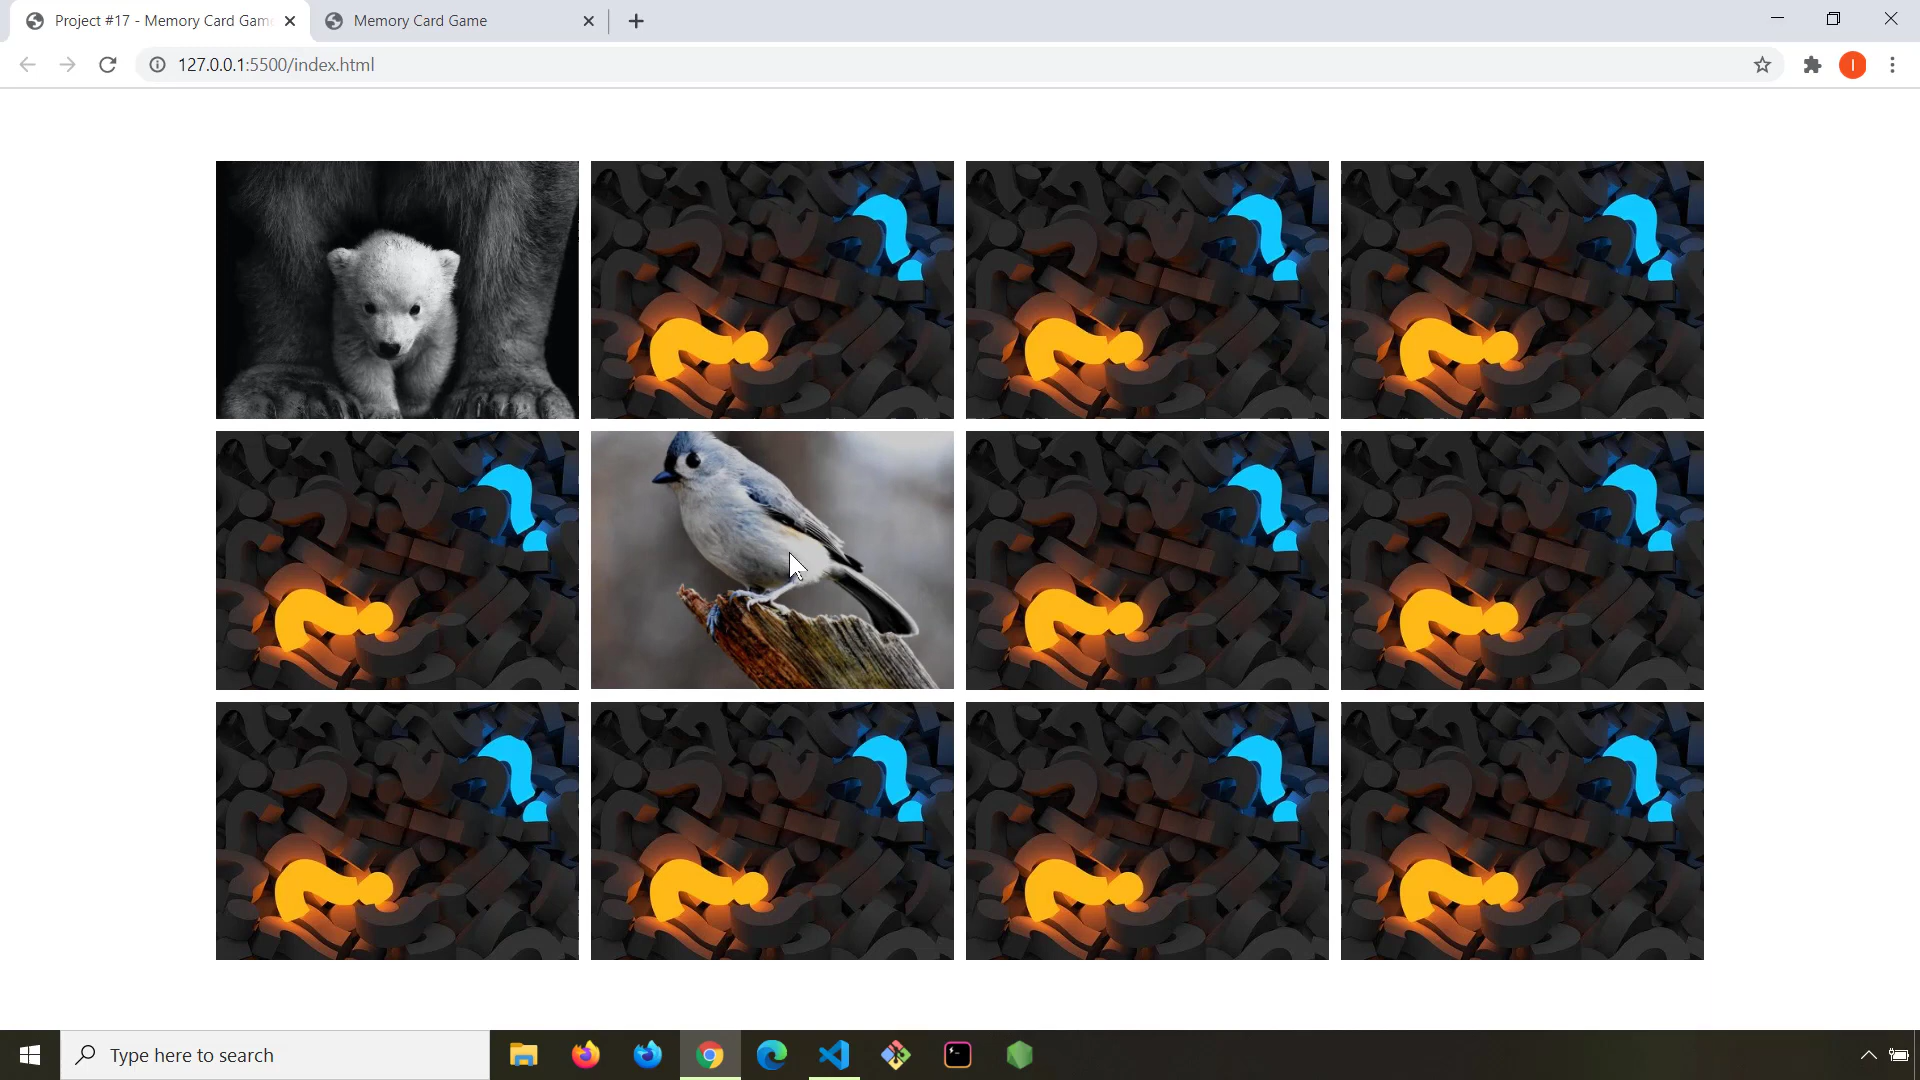 Project #17 - Memory Card Gam
Memory Card Game
127.0.0.1:5500/index.html
I
Type here to search